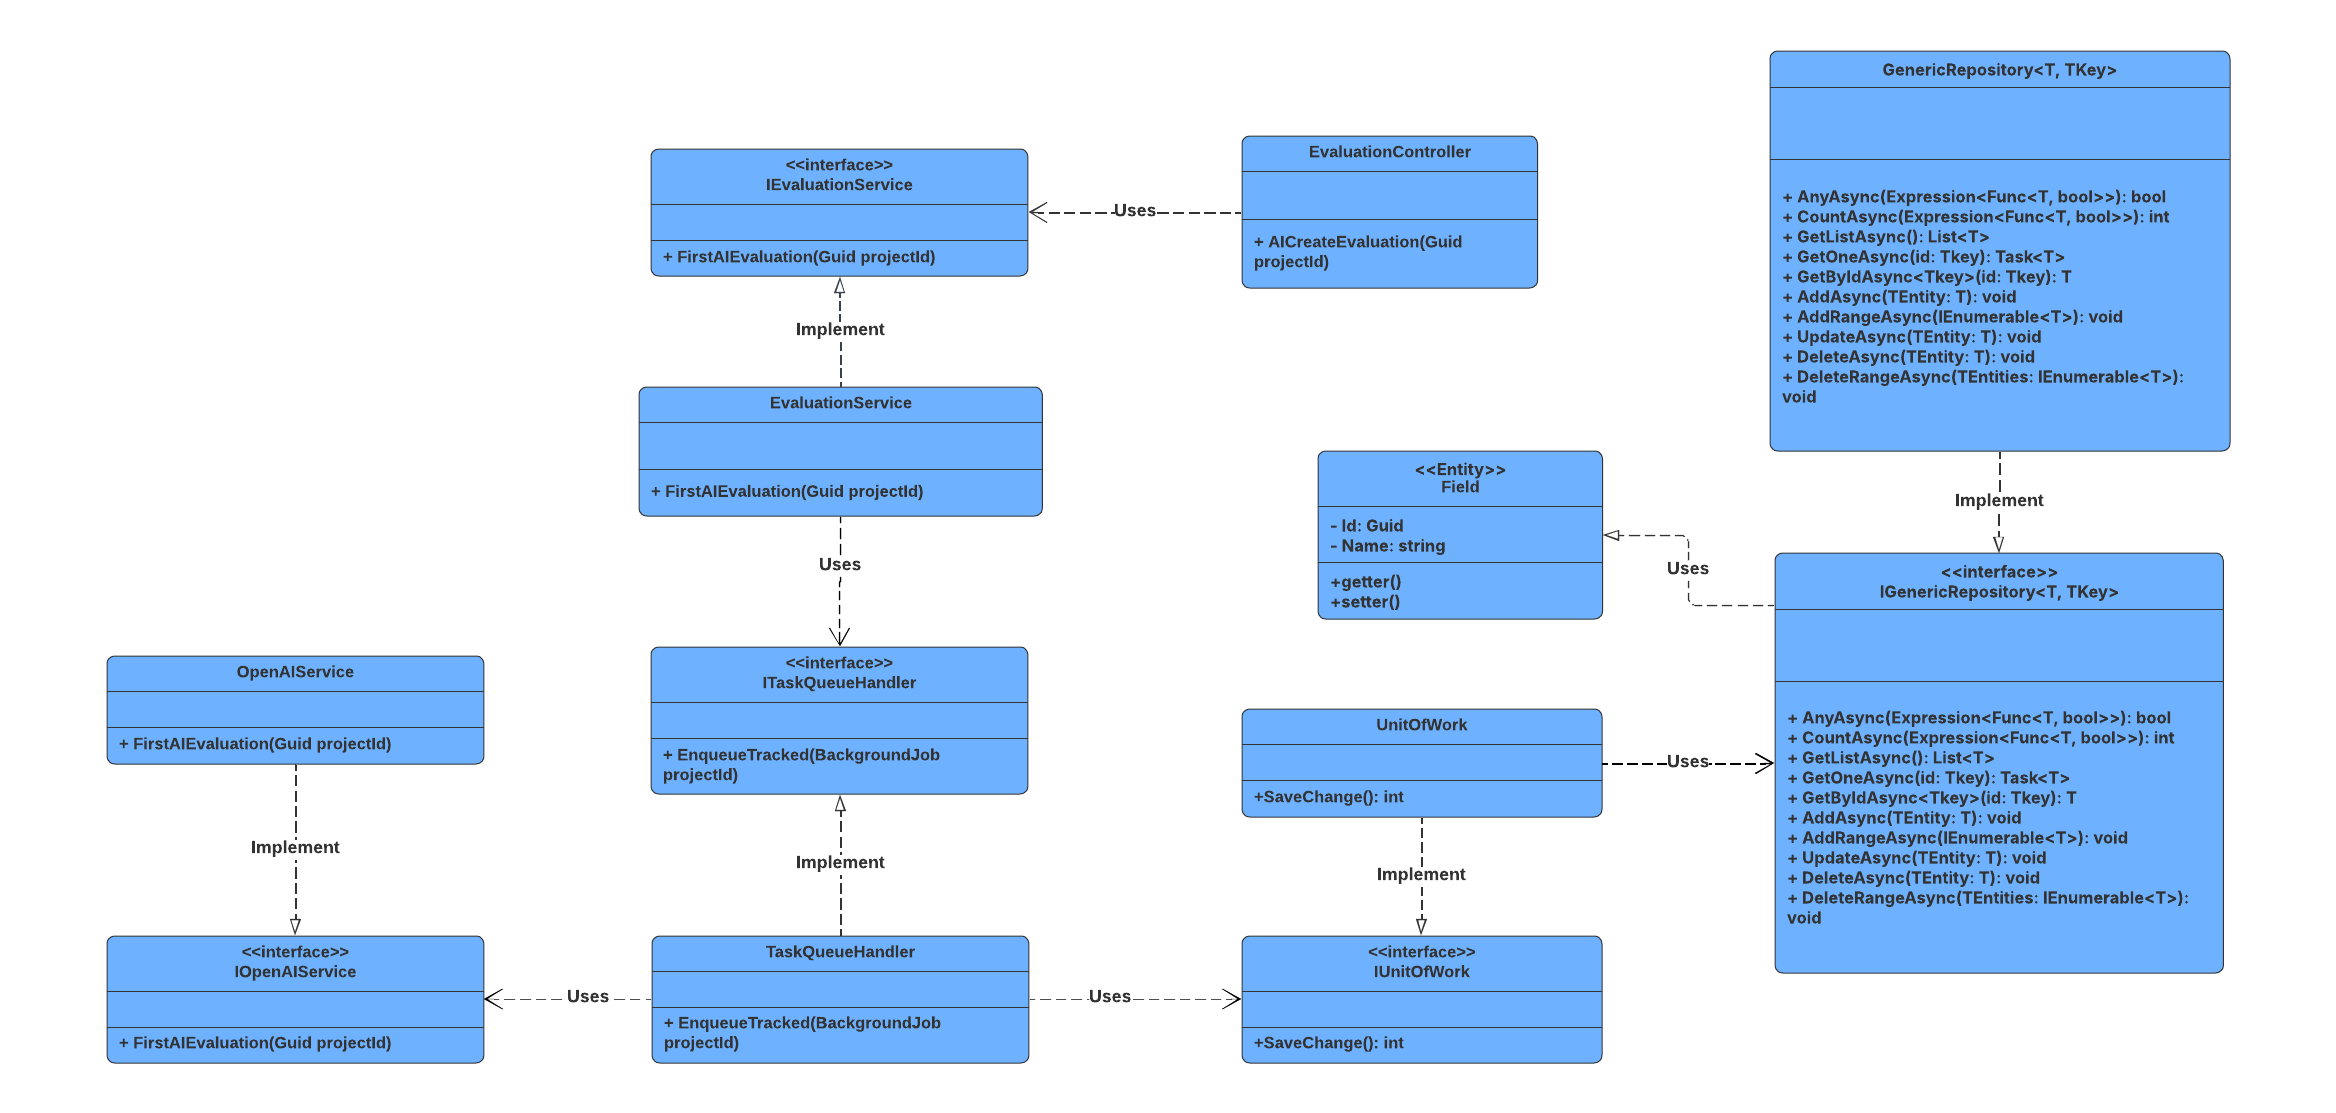 GenericRepository<T, TKey>
+ AnyAsync(Expression<Func<T, bool>>): bool
+ CountAsync(Expression<Func<T, bool>>): int
+ GetListAsync(): List<T>
+ GetOneAsync(id: Tkey): Task<T>
+ GetByIdAsync<Tkey>(id: Tkey): T
+ AddAsync(TEntity: T): void
+ AddRangeAsync(IEnumerable<T>): void
+ UpdateAsync(TEntity: T): void
+ DeleteAsync(TEntity: T): void
+ DeleteRangeAsync(TEntities: IEnumerable<T>):
void
<<interface>>
IEvaluationService
+ FirstAIEvaluation(Guid projectId)
Uses
EvaluationController
+ AICreateEvaluation(Guid
projectId)
Implement
EvaluationService
+ FirstAIEvaluation(Guid projectId)
Uses
<<Entity>>
Field
- Id: Guid
- Name: string
+getter()
+setter()
Uses
Implement
<<interface>>
IGenericRepository<T, TKey>
+ AnyAsync(Expression<Func<T, bool>>): bool
+ CountAsync(Expression<Func<T, bool>>): int
+ GetListAsync(): List<T>
+ GetOneAsync(id: Tkey): Task<T>
+ GetByIdAsync<Tkey>(id: Tkey): T
+ AddAsync(TEntity: T): void
+ AddRangeAsync(IEnumerable<T>): void
+ UpdateAsync(TEntity: T): void
+ DeleteAsync(TEntity: T): void
+ DeleteRangeAsync(TEntities: IEnumerable<T>):
void
OpenAIService
+ FirstAIEvaluation(Guid projectId)
Implement
<<interface>>
ITaskQueueHandler
+ EnqueueTracked(BackgroundJob
projectId)
Implement
UnitOfWork
+SaveChange(): int
Uses
Implement
<<interface>>
IOpenAIService
+ FirstAIEvaluation(Guid projectId)
Uses
TaskQueueHandler
+ EnqueueTracked(BackgroundJob
projectId)
Uses
<<interface>>
IUnitOfWork
+SaveChange(): int